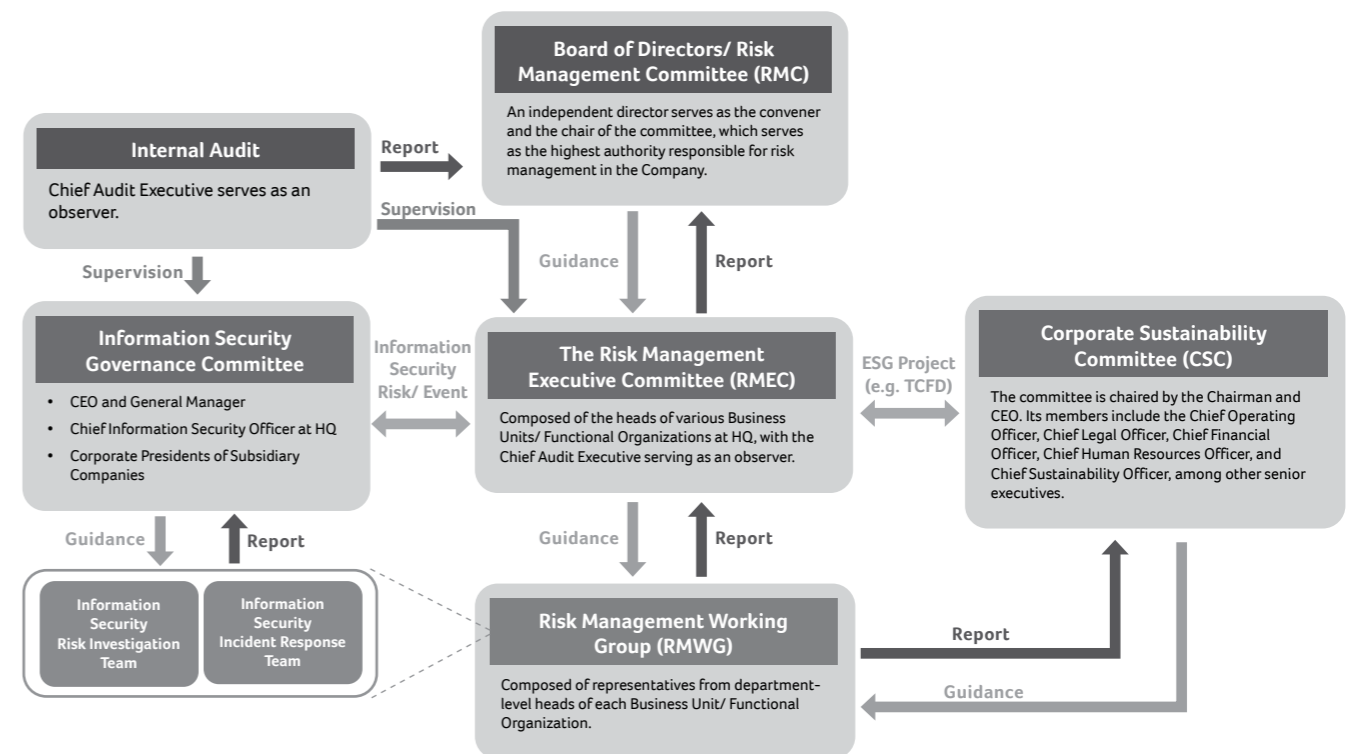 Board of Directors/ Risk
Management Committee (RMC)
An independent director serves as the convener
and the chair of the committee, which serves
as the highest authority responsible for risk
management in the Company.
Internal Audit
Chief Audit Executive serves as an
observer.
Report
Supervision
Supervision
Guidance
Report
Information Security
Governance Committee
• CEO and General Manager
• Chief Information Security Officer at HQ
• Corporate Presidents of Subsidiary
Companies
Information
Security
Risk/ Event
The Risk Management
Executive Committee (RMEC)
Composed of the heads of various Business
Units/ Functional Organizations at HQ, with the
Chief Audit Executive serving as an observer.
ESG Project
(e.g. TCFD)
Corporate Sustainability
Committee (CSC)
The committee is chaired by the Chairman and
CEO. Its members include the Chief Operating
Officer, Chief Legal Officer, Chief Financial
Officer, Chief Human Resources Officer, and
Chief Sustainability Officer, among other senior
executives.
Guidance
Report
Guidance
Report
Information
Security
Risk Investigation
Team
Information
Security
Incident Response
Team
Risk Management Working
Group (RMWG)
Composed of representatives from department-
level heads of each Business Unit/ Functional
Organization.
Report
Guidance